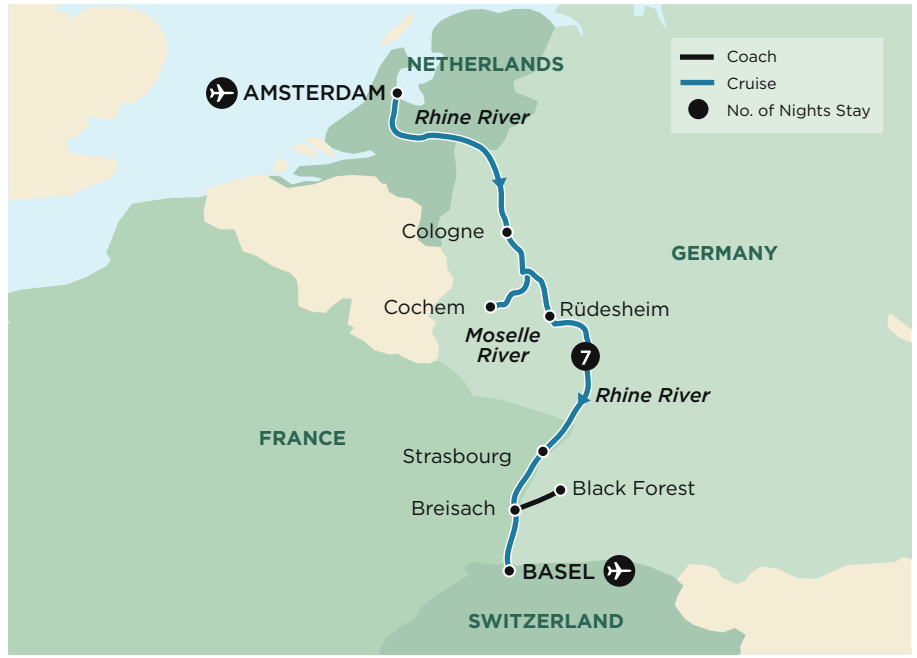 NETHERLANDS
AMSTERDAM
Rhine River
Coach
Cruise
No. of Nights Stay
Cologne
GERMANY
Cochem
Rüdesheim
Moselle
River
7
Rhine River
FRANCE
Strasbourg
Black Forest
Breisach
BASEL
SWITZERLAND